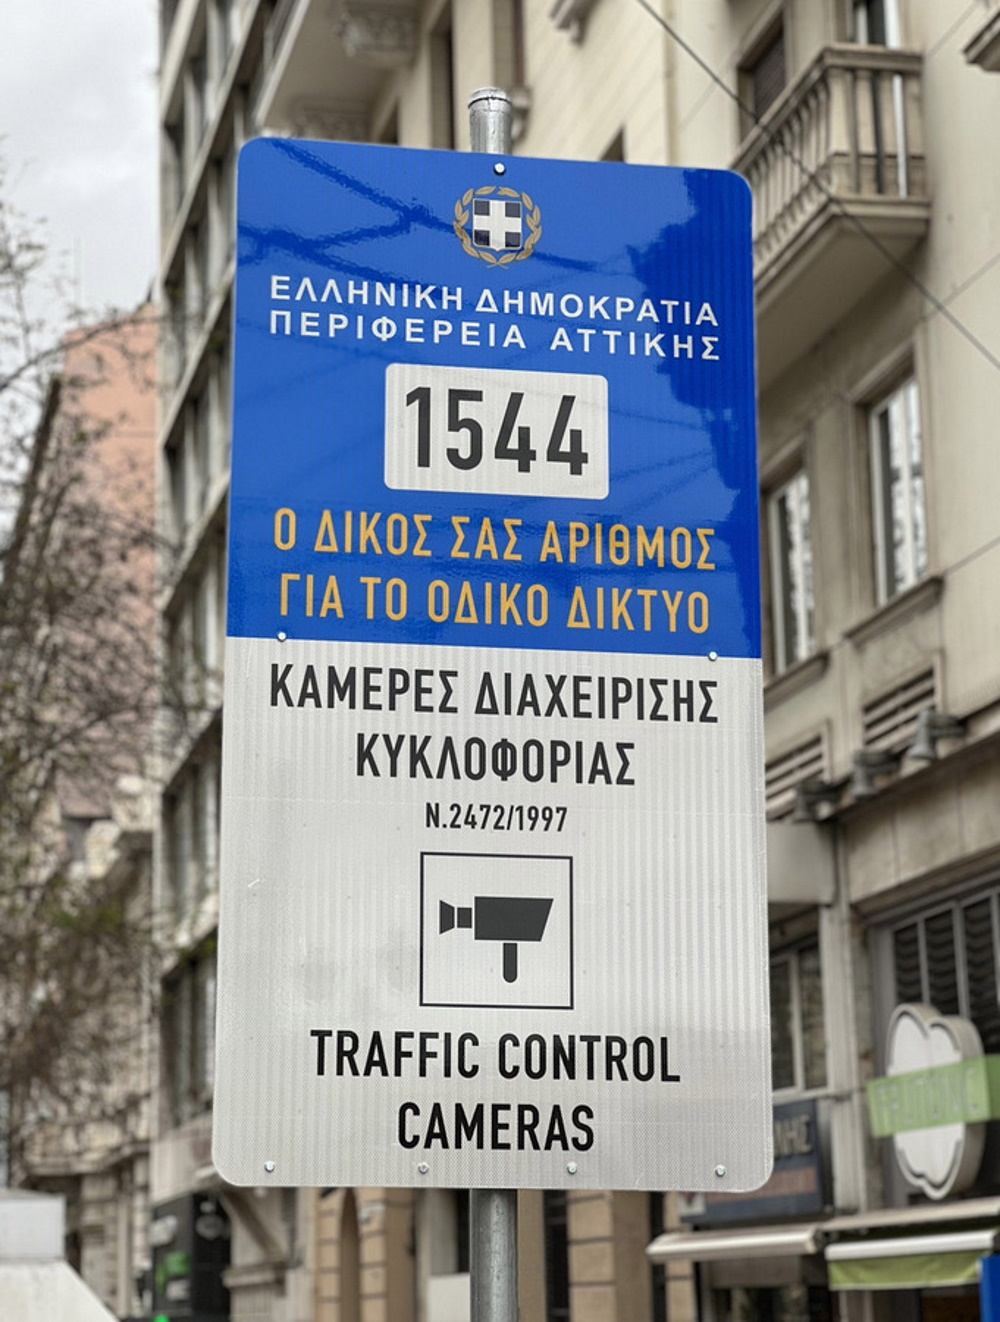 ΕΛΛΗΝΙΚΗ ΔΗΜΟΚΡΑΤΙΑ
ΠΕΡΙΦΕΡΕΙΑ ΑΤΤΙΚΗΣ
1544
Ο ΔΙΚΟΣ ΣΑΣ ΑΡΙΘΜΟΣ
ΓΙΑ ΤΟ ΟΔΙΚΟ ΔΙΚΤΥΟ
ΚΑΜΕΡΕΣ ΔΙΑΧΕΙΡΙΣΗΣ
ΚΥΚΛΟΦΟΡΙΑΣ
Ν.2472/1997
TRAFFIC CONTROL
CAMERAS